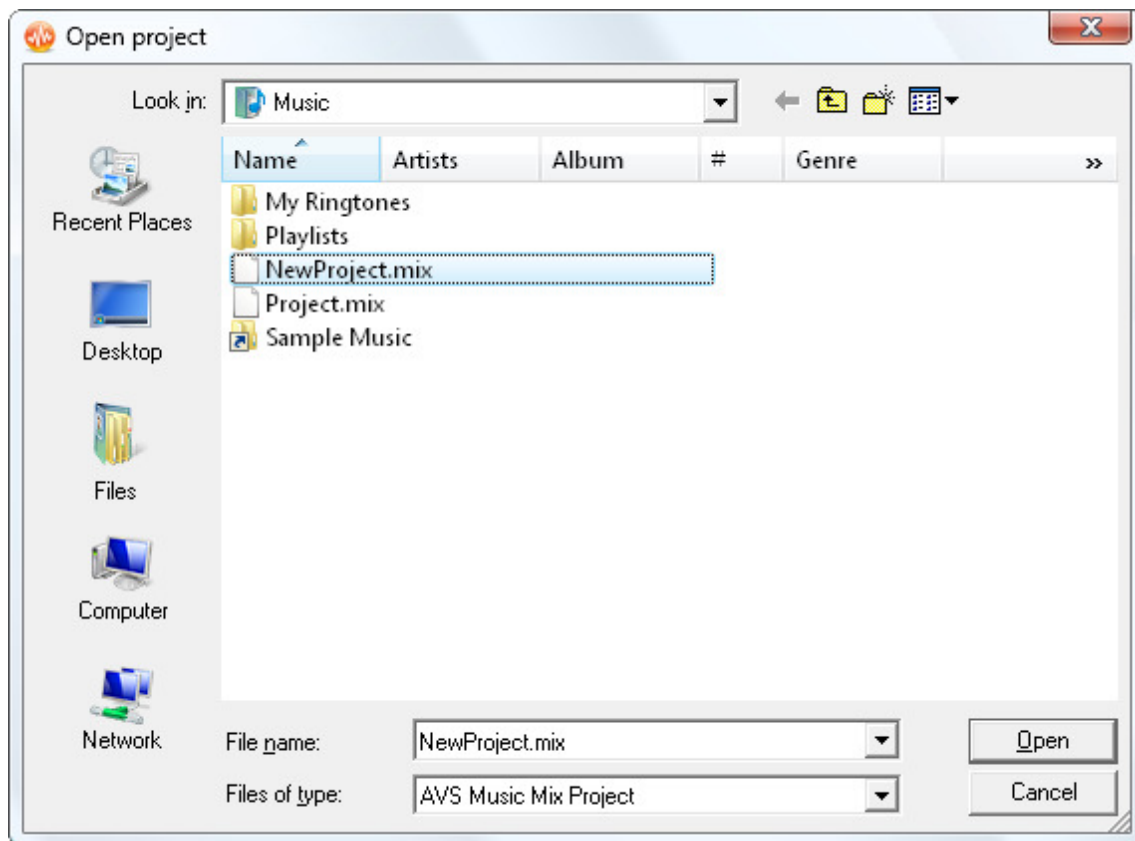 Open project
Look in: Music
Name Artists Album # Genre »
My Ringtones
Playlists
NewProject.mix
Project.mix
Sample Music
Recent Places
Desktop
Files
Computer
Network
File name: NewProject.mix Open
Files of type: AVS Music Mix Project Cancel